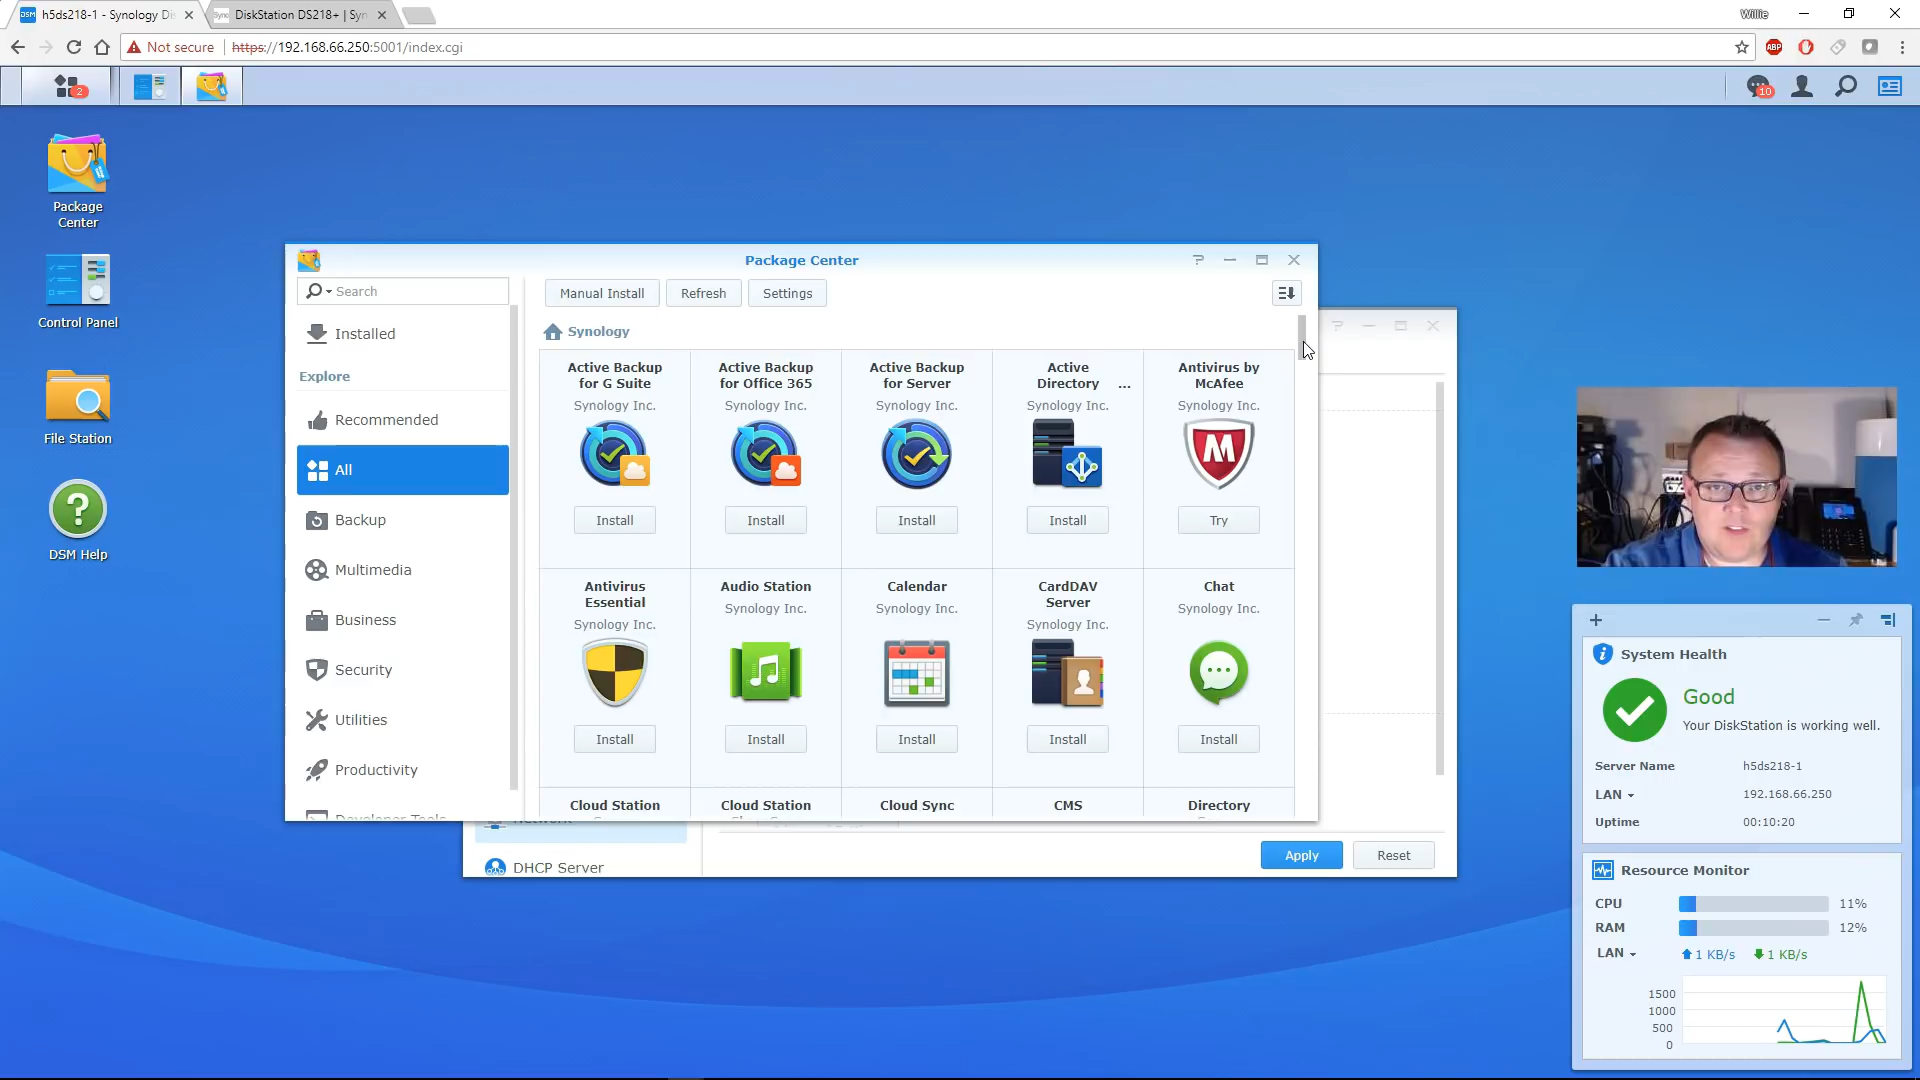 h5ds218-1 - Synology Di
DiskStation DS218+ | Syn
Willie
Not secure
https://192.168.66.250:5001/index.cgi
ABP
2
10
Package
Center
Control Panel
File Station
DSM Help
Package Center
Search
Installed
Explore
Recommended
All
Backup
Multimedia
Business
Security
Utilities
Productivity
Developer Tools
Manual Install
Refresh
Settings
Synology
Active Backup
for G Suite
Synology Inc.
Install
Active Backup
for Office 365
Synology Inc.
Install
Active Backup
for Server
Synology Inc.
Install
Active
Directory ...
Synology Inc.
Install
Antivirus by
McAfee
Synology Inc.
Try
Antivirus
Essential
Synology Inc.
Install
Audio Station
Synology Inc.
Install
Calendar
Synology Inc.
Install
CardDAV
Server
Synology Inc.
Install
Chat
Synology Inc.
Install
Cloud Station
Cloud Station
Cloud Sync
CMS
Directory
Network
DHCP Server
Apply
Reset
System Health
Good
Your DiskStation is working well.
Server Name h5ds218-1
LAN 192.168.66.250
Uptime 00:10:20
Resource Monitor
CPU 11%
RAM 12%
LAN 1 KB/s 1 KB/s
1500
1000
500
0